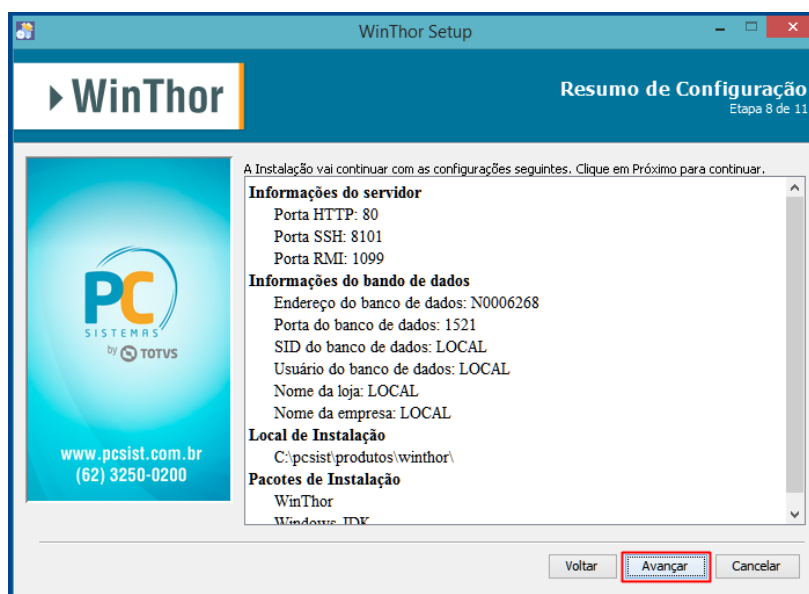 WinThor Setup
WinThor
Resumo de Configuração
Etapa 8 de 11
A Instalação vai continuar com as configurações seguintes. Clique em Próximo para continuar.
Informações do servidor
Porta HTTP: 80
Porta SSH: 8101
Porta RMI: 1099
Informações do bando de dados
Endereço do banco de dados: N0006268
Porta do banco de dados: 1521
SID do banco de dados: LOCAL
Usuário do banco de dados: LOCAL
Nome da loja: LOCAL
Nome da empresa: LOCAL
Local de Instalação
C:\pcsist\produtos\winthor\
Pacotes de Instalação
WinThor
Windows JDK
PC
SISTEMAS
by TOTVS
www.pcsist.com.br
(62) 3250-0200
Voltar
Avançar
Cancelar